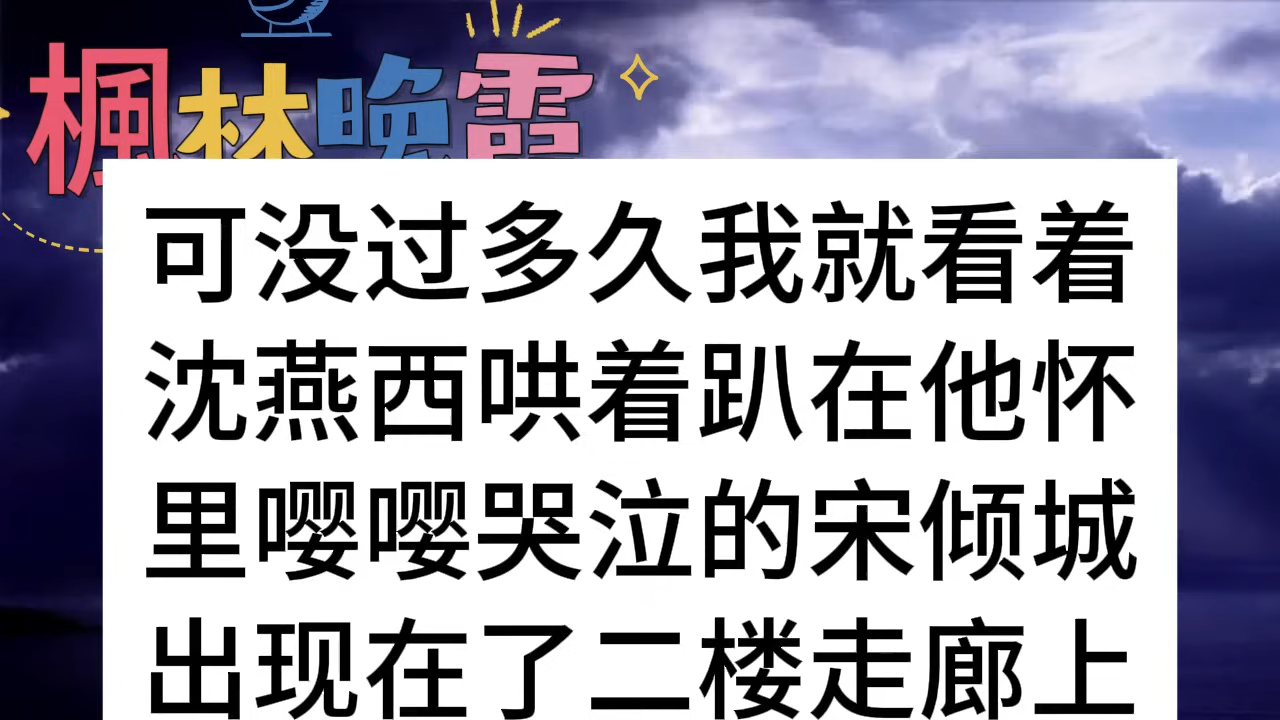 楓林晚霞
可没过多久我就看着
沈燕西哄着趴在他怀
里嘤嘤哭泣的宋倾城
出现在了二楼走廊上